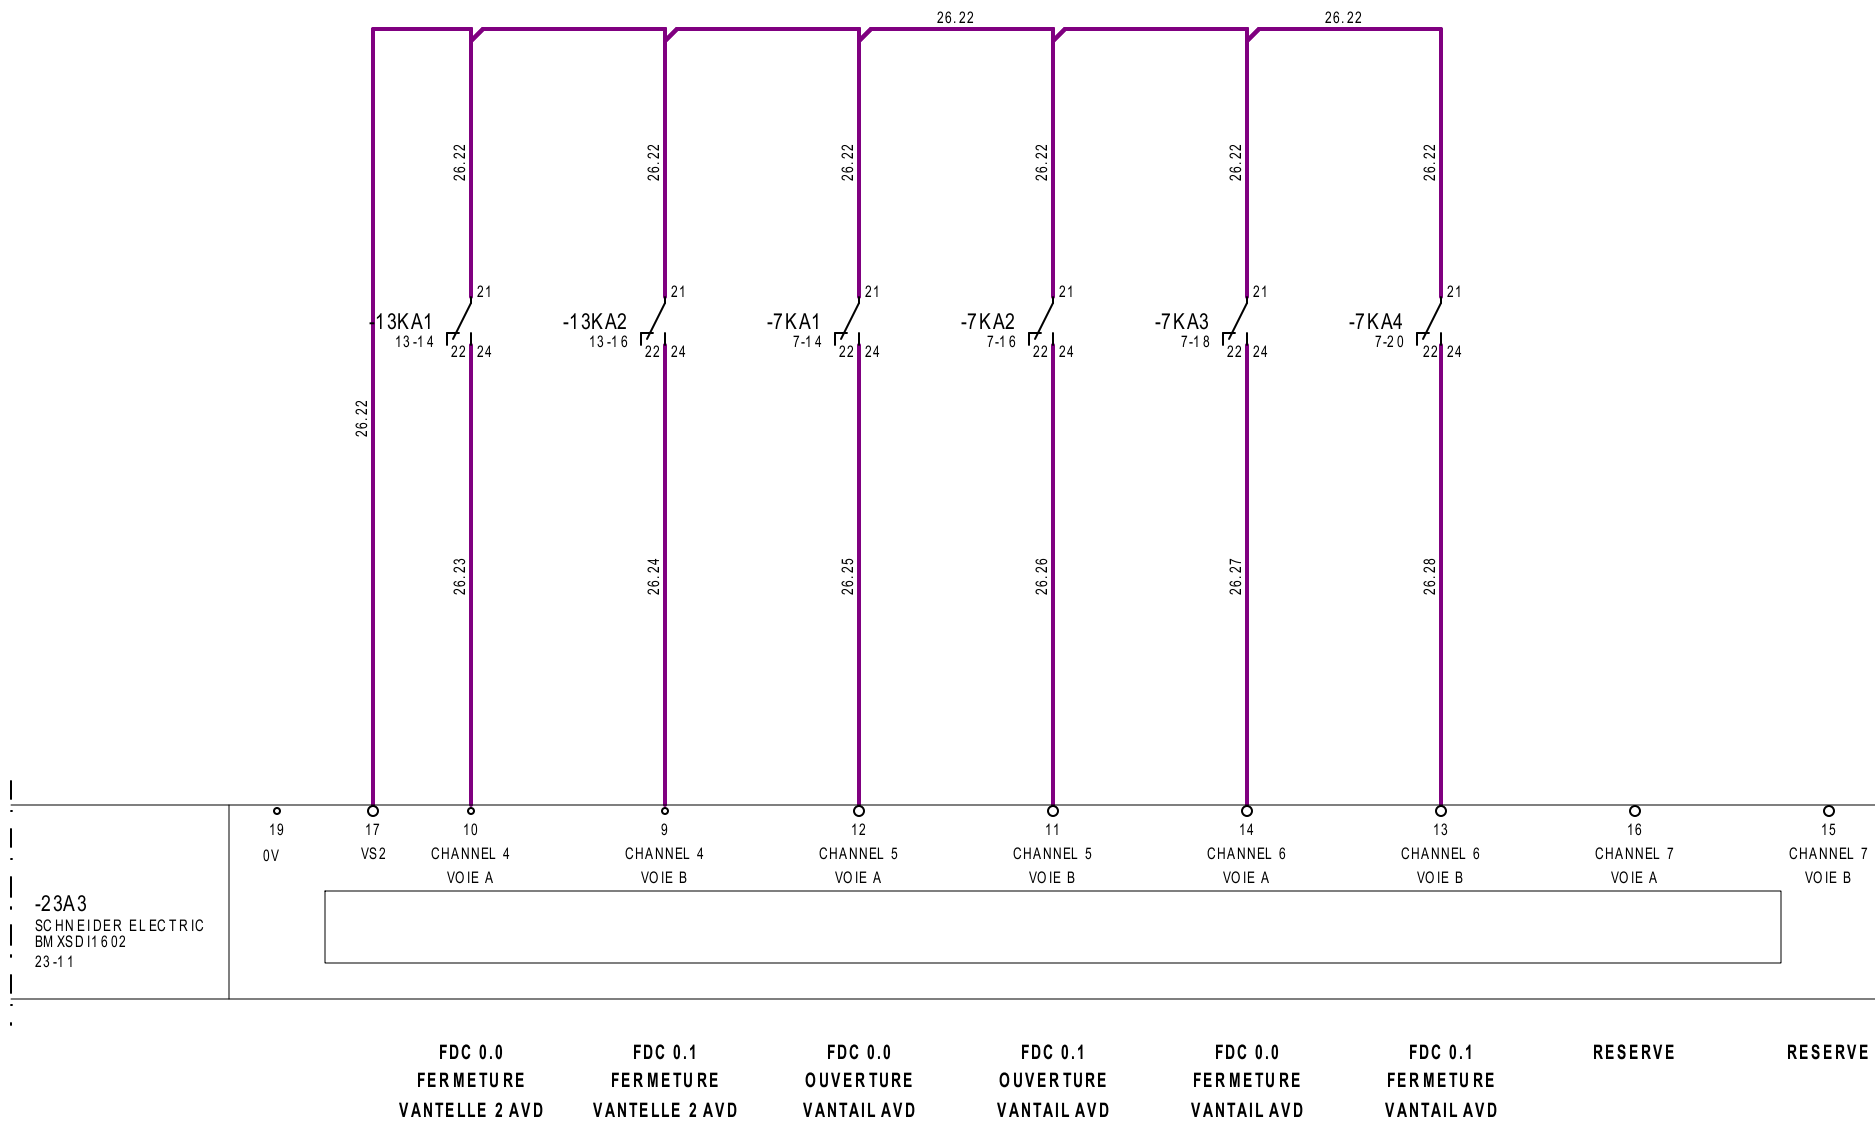 26.22 26.22
26.22 26.22 26.22 26.22 26.22 26.22
21 21 21 21 21 21
-13KA1 -13KA2 -7KA1 -7KA2 -7KA3 -7KA4
13-14 13-16 7-14 7-16 7-18 7-20
22 24 22 24 22 24 22 24 22 24 22 24
26.22
26.23 26.24 26.25 26.26 26.27 26.28
19 17 10 9 12 11 14 13 16 15
0V VS2 CHANNEL 4 CHANNEL 4 CHANNEL 5 CHANNEL 5 CHANNEL 6 CHANNEL 6 CHANNEL 7 CHANNEL 7
VOIE A VOIE B VOIE A VOIE B VOIE A VOIE B VOIE A VOIE B
-23A3
SCHNEIDER ELECTRIC
BMXSDI1602
23-11
FDC 0.0 FDC 0.1 FDC 0.0 FDC 0.1 FDC 0.0 FDC 0.1 RESERVE RESERVE
FERMETURE FERMETURE OUVERTURE OUVERTURE FERMETURE FERMETURE
VANTELLE 2 AVD VANTELLE 2 AVD VANTAIL AVD VANTAIL AVD VANTAIL AVD VANTAIL AVD